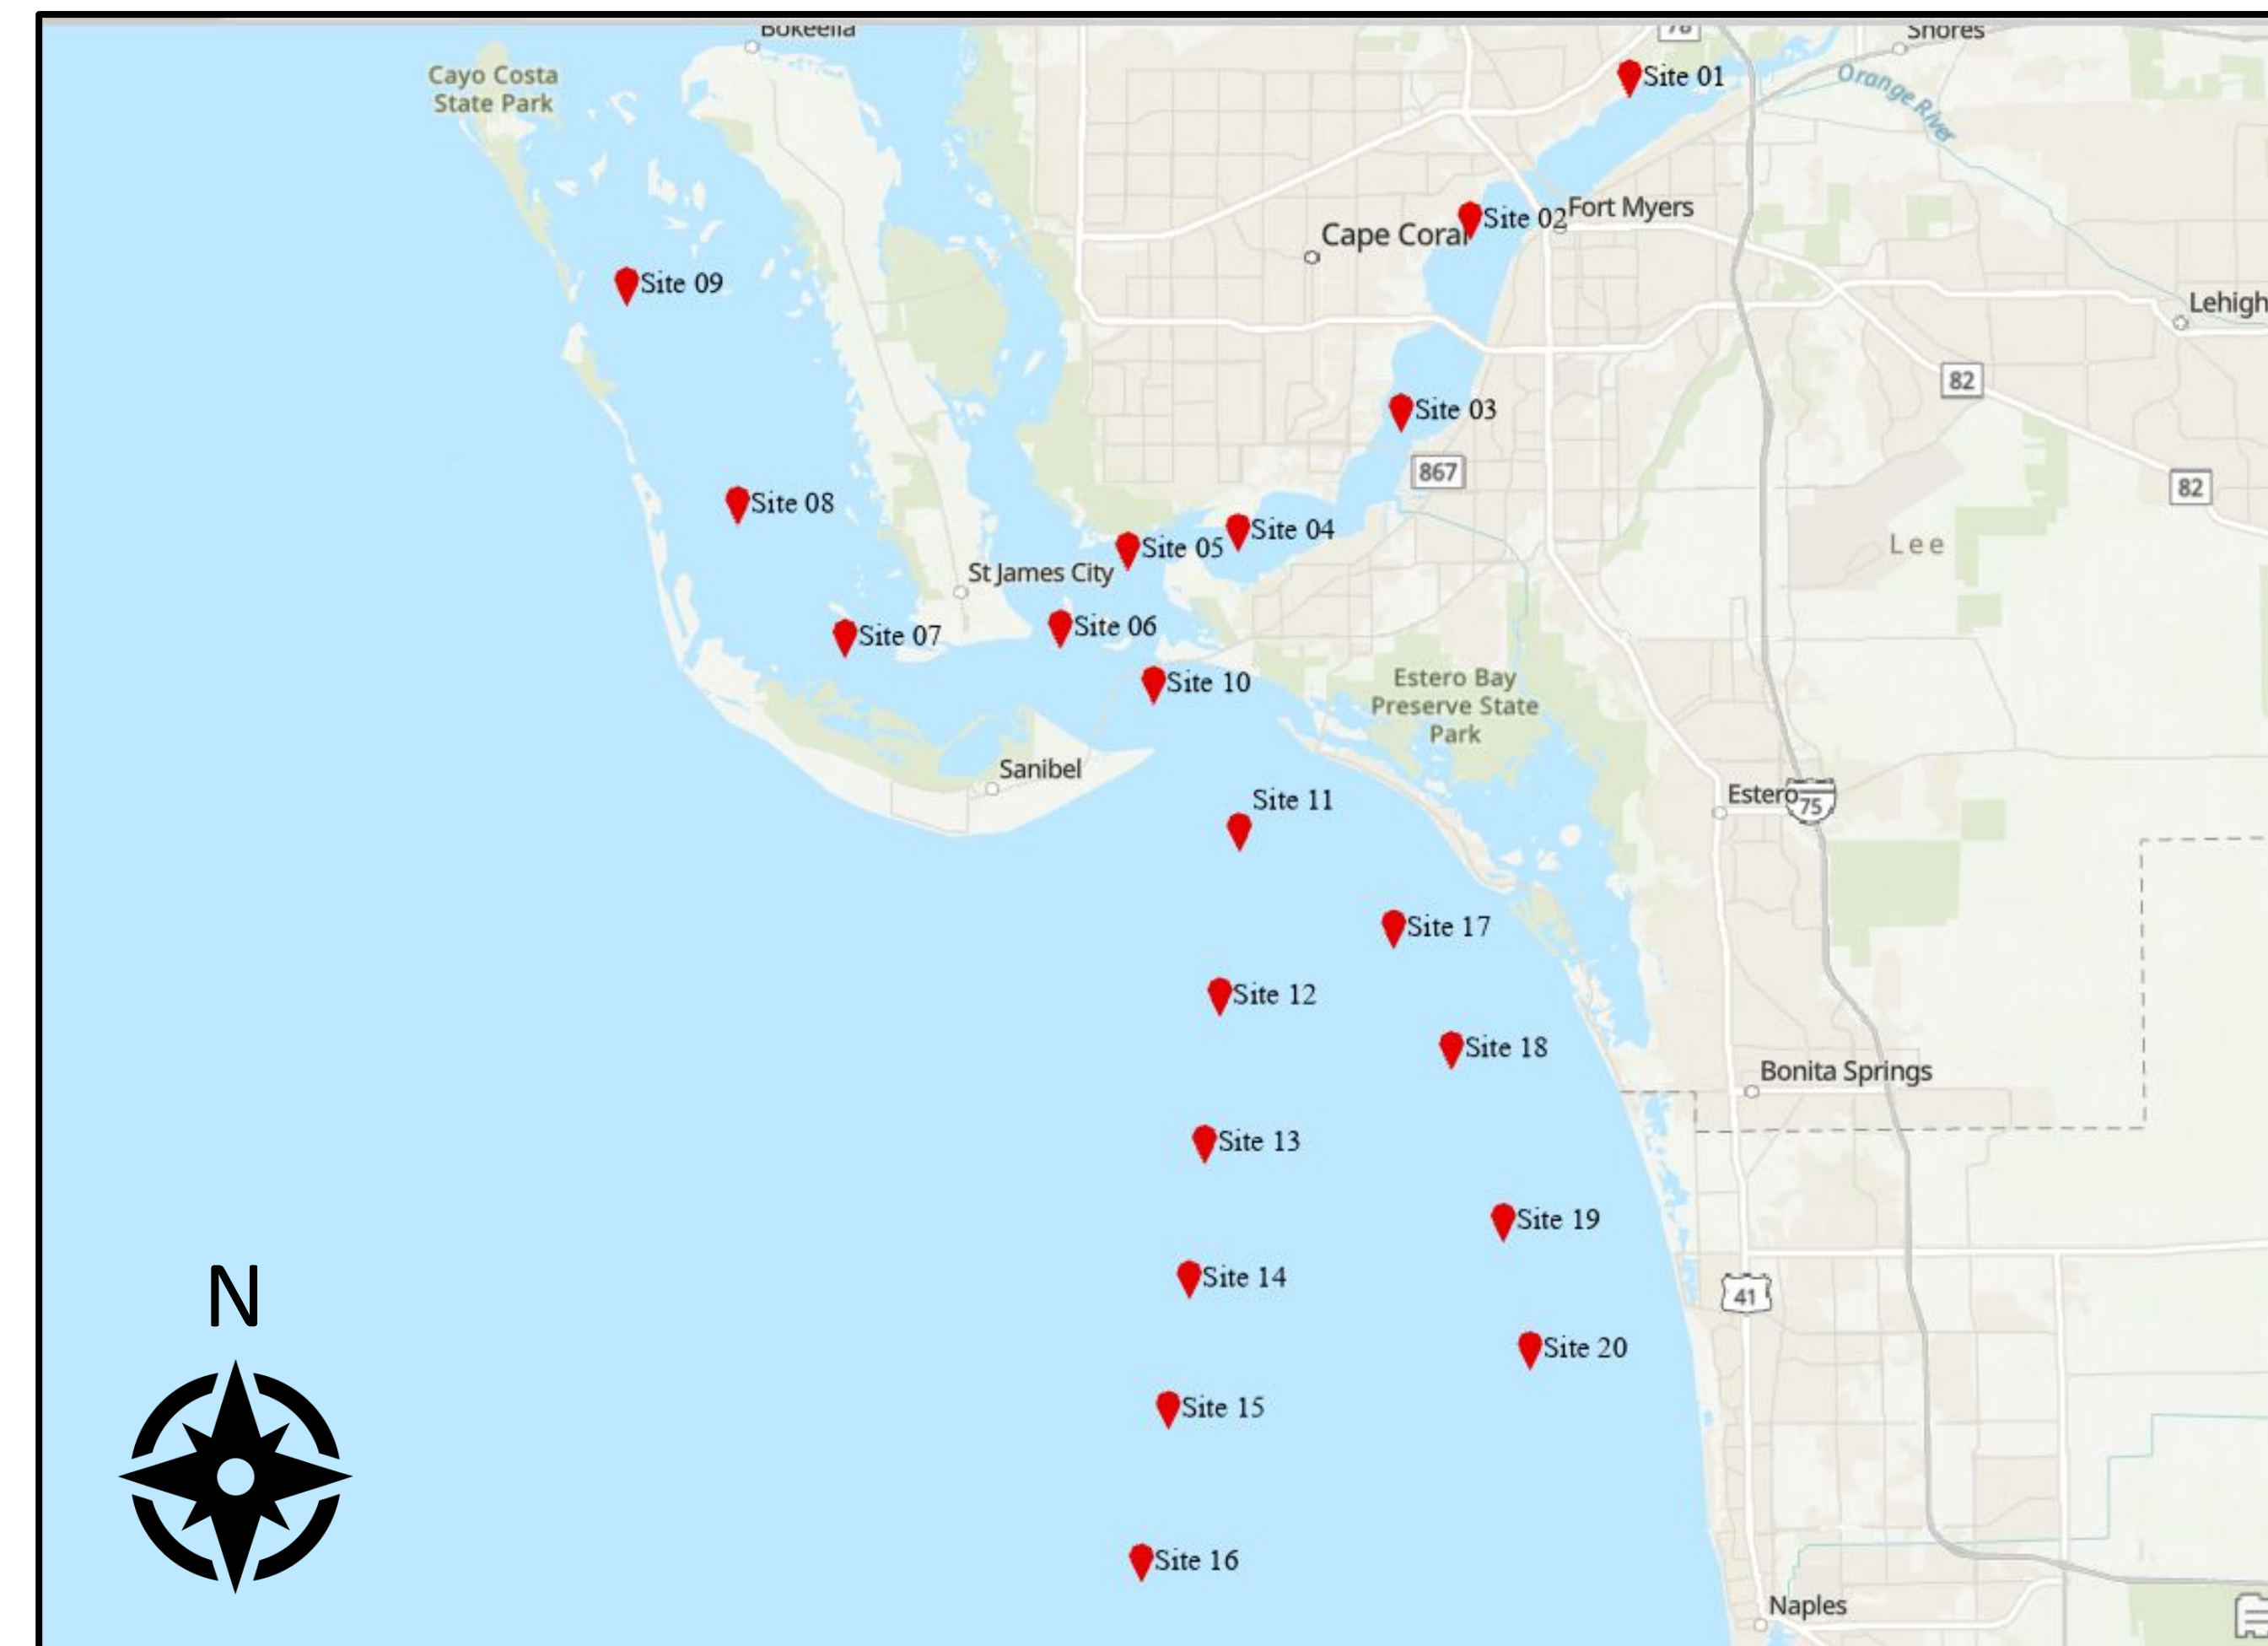 Bokeelia
78
Shores
Cayo Costa
State Park
Site 01
Orange River
Site 02
Fort Myers
Cape Coral
Site 09
Lehigh
82
Site 03
867
82
Site 08
Site 04
Site 05
Lee
St James City
Site 06
Site 07
Site 10
Estero Bay
Preserve State
Park
Sanibel
Site 11
Estero
75
Site 17
Site 12
Site 18
Bonita Springs
Site 13
Site 19
N
Site 14
41
Site 20
Site 15
Site 16
Naples